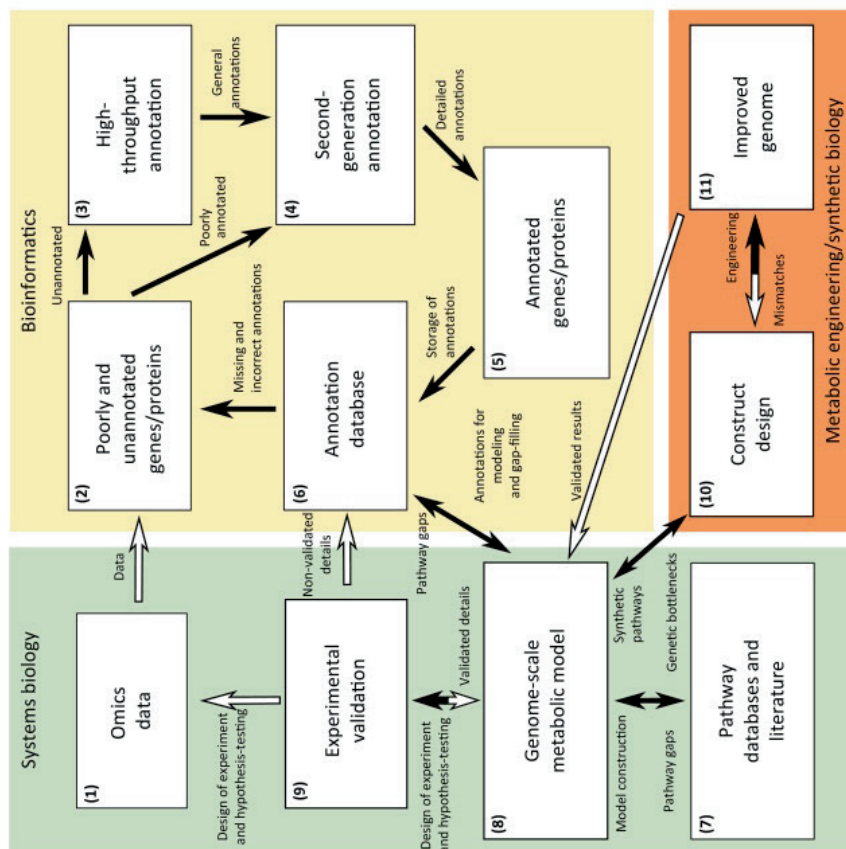 Systems biology
(1)
Omics
data
Data
Design of experiment
and hypothesis-testing
(9)
Experimental
validation
Non-validated
details
Design of experiment
and hypothesis-testing
Validated details
(8)
Genome-scale
metabolic model
Model construction
Pathway gaps
Synthetic
pathways
Genetic bottlenecks
(7)
Pathway
databases and
literature
Bioinformatics
(2)
Poorly and
unannotated
genes/proteins
Unannotated
(3)
High-
throughput
annotation
Poorly
annotated
General
annotations
Missing and
incorrect annotations
(4)
Second-
generation
annotation
(6)
Annotation
database
Detailed
annotations
Storage of
annotations
Pathway gaps
Annotations for
modeling
and gap-filling
(5)
Annotated
genes/proteins
Validated results
(10)
Construct
design
Engineering
Mismatches
(11)
Improved
genome
Metabolic engineering/synthetic biology